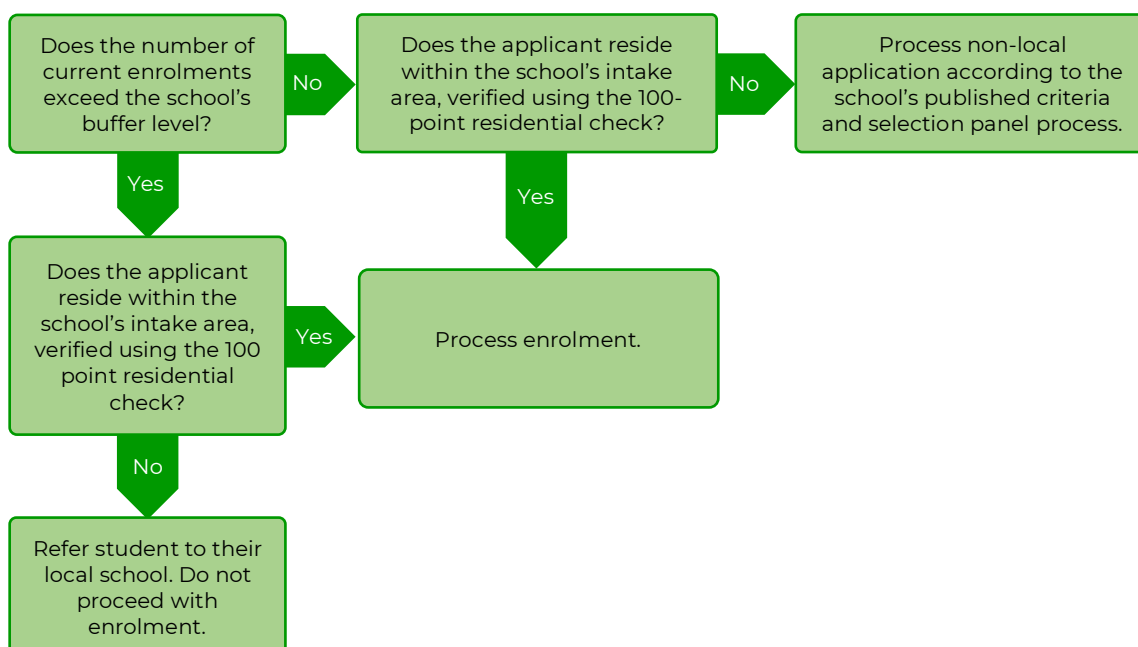 Does the number of
current enrolments
exceed the school’s
buffer level?
No
Does the applicant reside
within the school’s intake
area, verified using the 100-
point residential check?
No
Process non-local
application according to the
school’s published criteria
and selection panel process.
Yes
Yes
Does the applicant
reside within the
school’s intake area,
verified using the 100
point residential
check?
Yes
Process enrolment.
No
Refer student to their
local school. Do not
proceed with
enrolment.